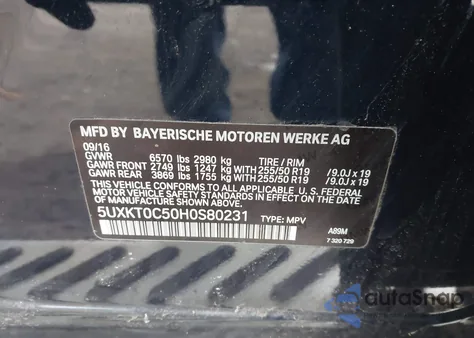 MFD BY BAYERISCHE MOTOREN WERKE AG
09/16
GVWR 6570 lbs 2980 kg TIRE / RIM
GAWR FRONT 2749 lbs 1247 kg 255/50 R19 /9.0J x 19
GAWR REAR 3869 lbs 1755 kg 255/50 R19 /9.0J x 19
THIS VEHICLE CONFORMS TO ALL APPLICABLE U. S. FEDERAL
MOTOR VEHICLE SAFETY STANDARDS IN EFFECT ON THE
DATE OF MANUFACTURE SHOWN ABOVE.
5UXKT0C50H0S80231 TYPE: MPV
A89M
7 320 729
autoSnap